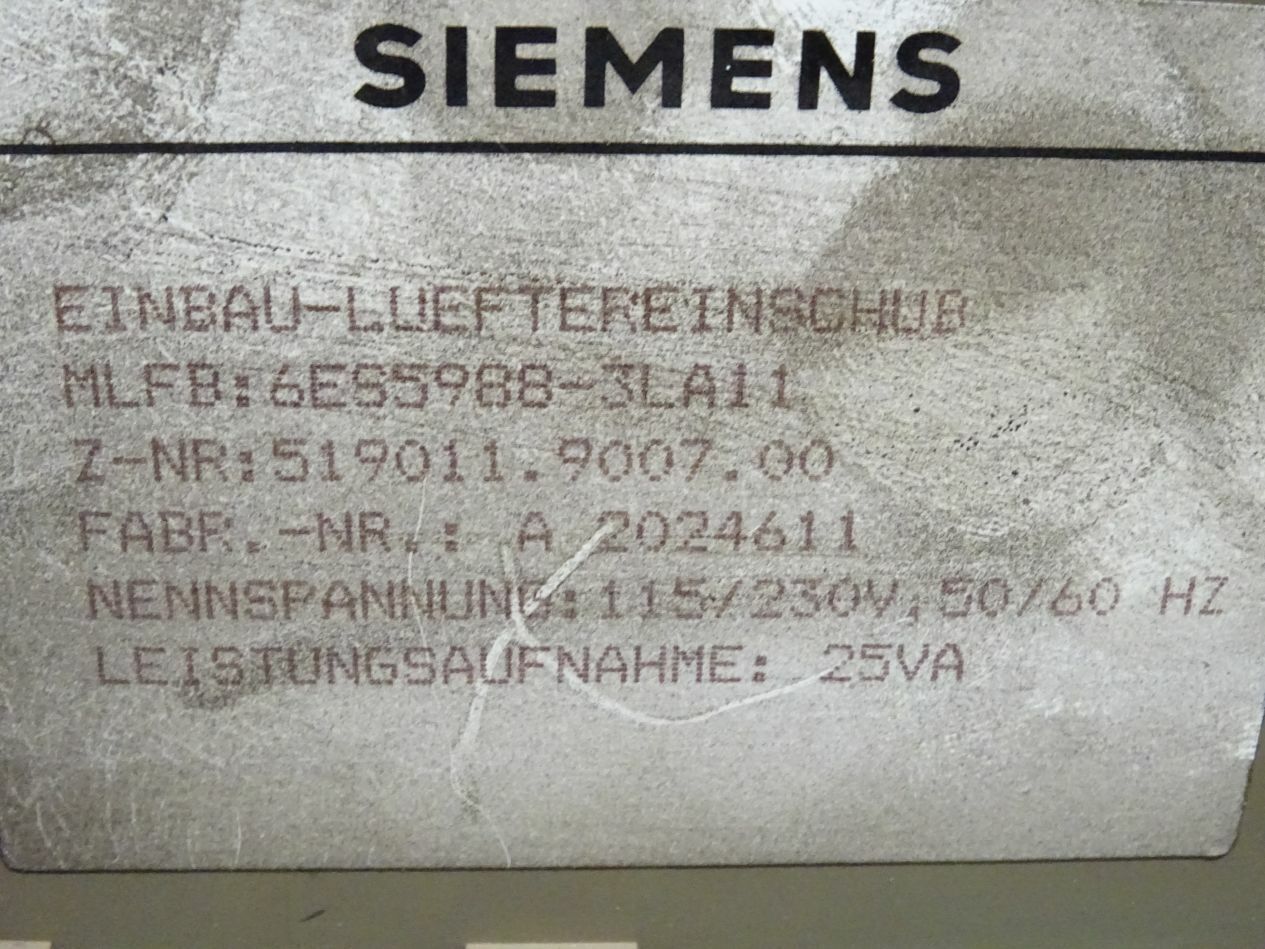 SIEMENS
EINBAU-LUEFTEREINSCHUB
MLFB:6ES5988-3LA11
Z-NR:519011.9007.00
FABR.-NR.: A 2024611
NENNSPANNUNG:115/230V,50/60 HZ
LEISTUNGSAUFNAHME: 25VA